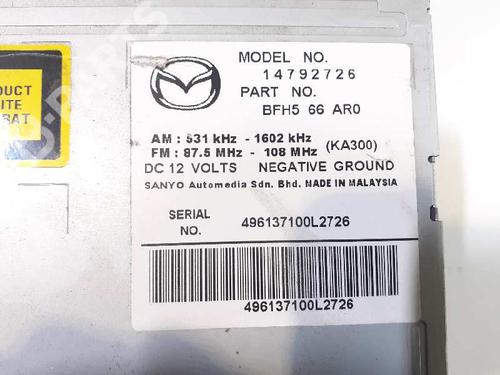 MODEL NO.
14792726
PART NO.
BFH5 66 AR0
AM : 531 kHz - 1602 kHz
FM : 87.5 MHz - 108 MHz (KA300)
DC 12 VOLTS NEGATIVE GROUND
SANYO Automedia Sdn. Bhd. MADE IN MALAYSIA
SERIAL NO. 496137100L2726
496137100L2726